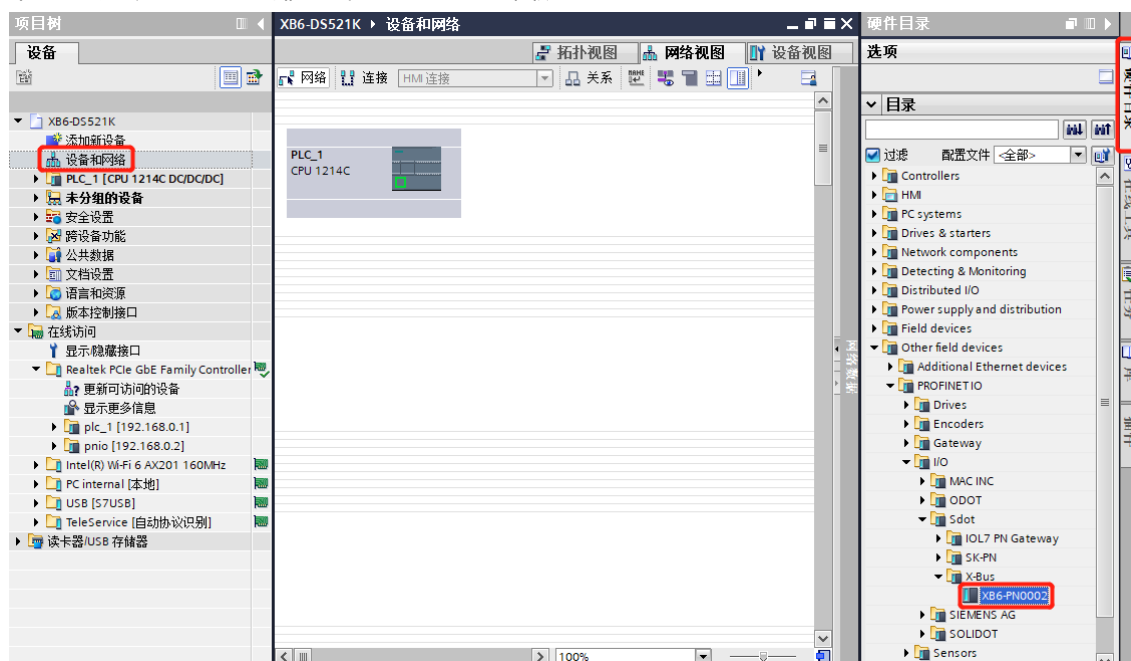 项目树
设备
XB6-DS521K
添加新设备
设备和网络
PLC_1 [CPU 1214C DC/DC/DC]
未分组的设备
安全设置
跨设备功能
公共数据
文档设置
语言和资源
版本控制接口
在线访问
显示/隐藏接口
Realtek PCIe GbE Family Controller
更新可访问的设备
显示更多信息
plc_1 [192.168.0.1]
pnio [192.168.0.2]
Intel(R) Wi-Fi 6 AX201 160MHz
PC internal [本地]
USB [S7USB]
TeleService [自动协议识别]
读卡器/USB 存储器
XB6-DS521K ▸ 设备和网络
拓扑视图
网络视图
设备视图
网络
连接
HMI 连接
关系
PLC_1
CPU 1214C
100%
网络数据
硬件目录
选项
目录
过滤
配置文件
<全部>
Controllers
HMI
PC systems
Drives & starters
Network components
Detecting & Monitoring
Distributed I/O
Power supply and distribution
Field devices
Other field devices
Additional Ethernet devices
PROFINET IO
Drives
Encoders
Gateway
I/O
MAC INC
ODOT
Sdot
IOL7 PN Gateway
SK-PN
X-Bus
XB6-PN0002
SIEMENS AG
SOLIDOT
Sensors